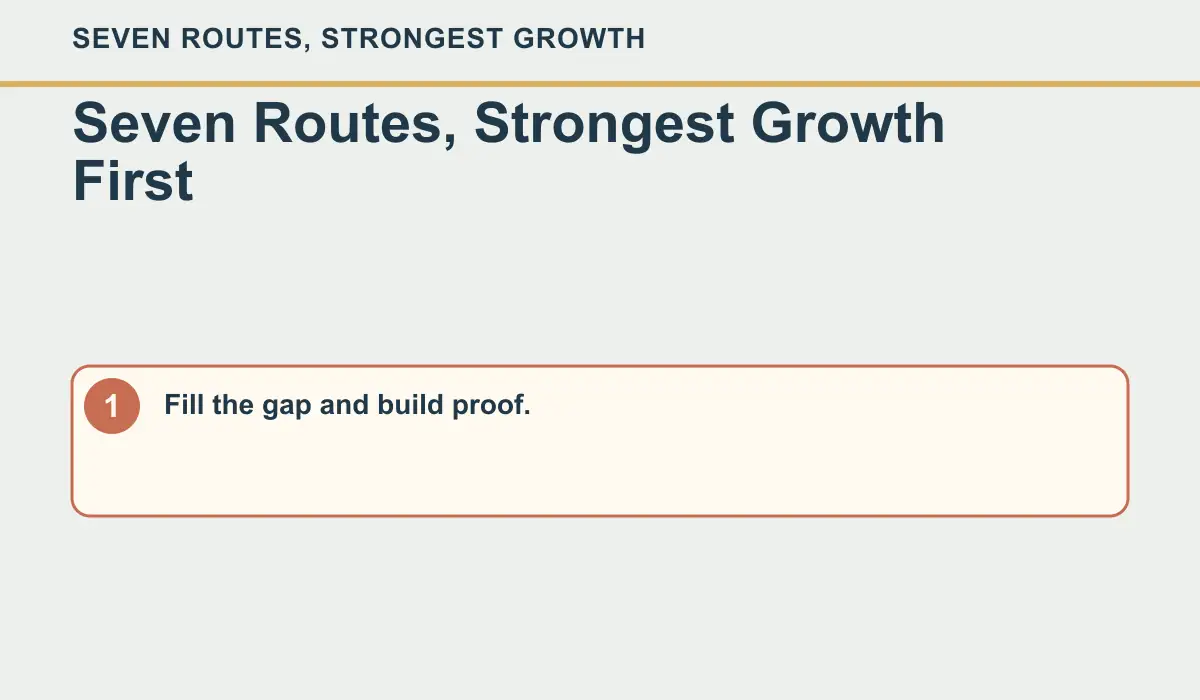 SEVEN ROUTES, STRONGEST GROWTH
Seven Routes, Strongest Growth
First
1 Fill the gap and build proof.